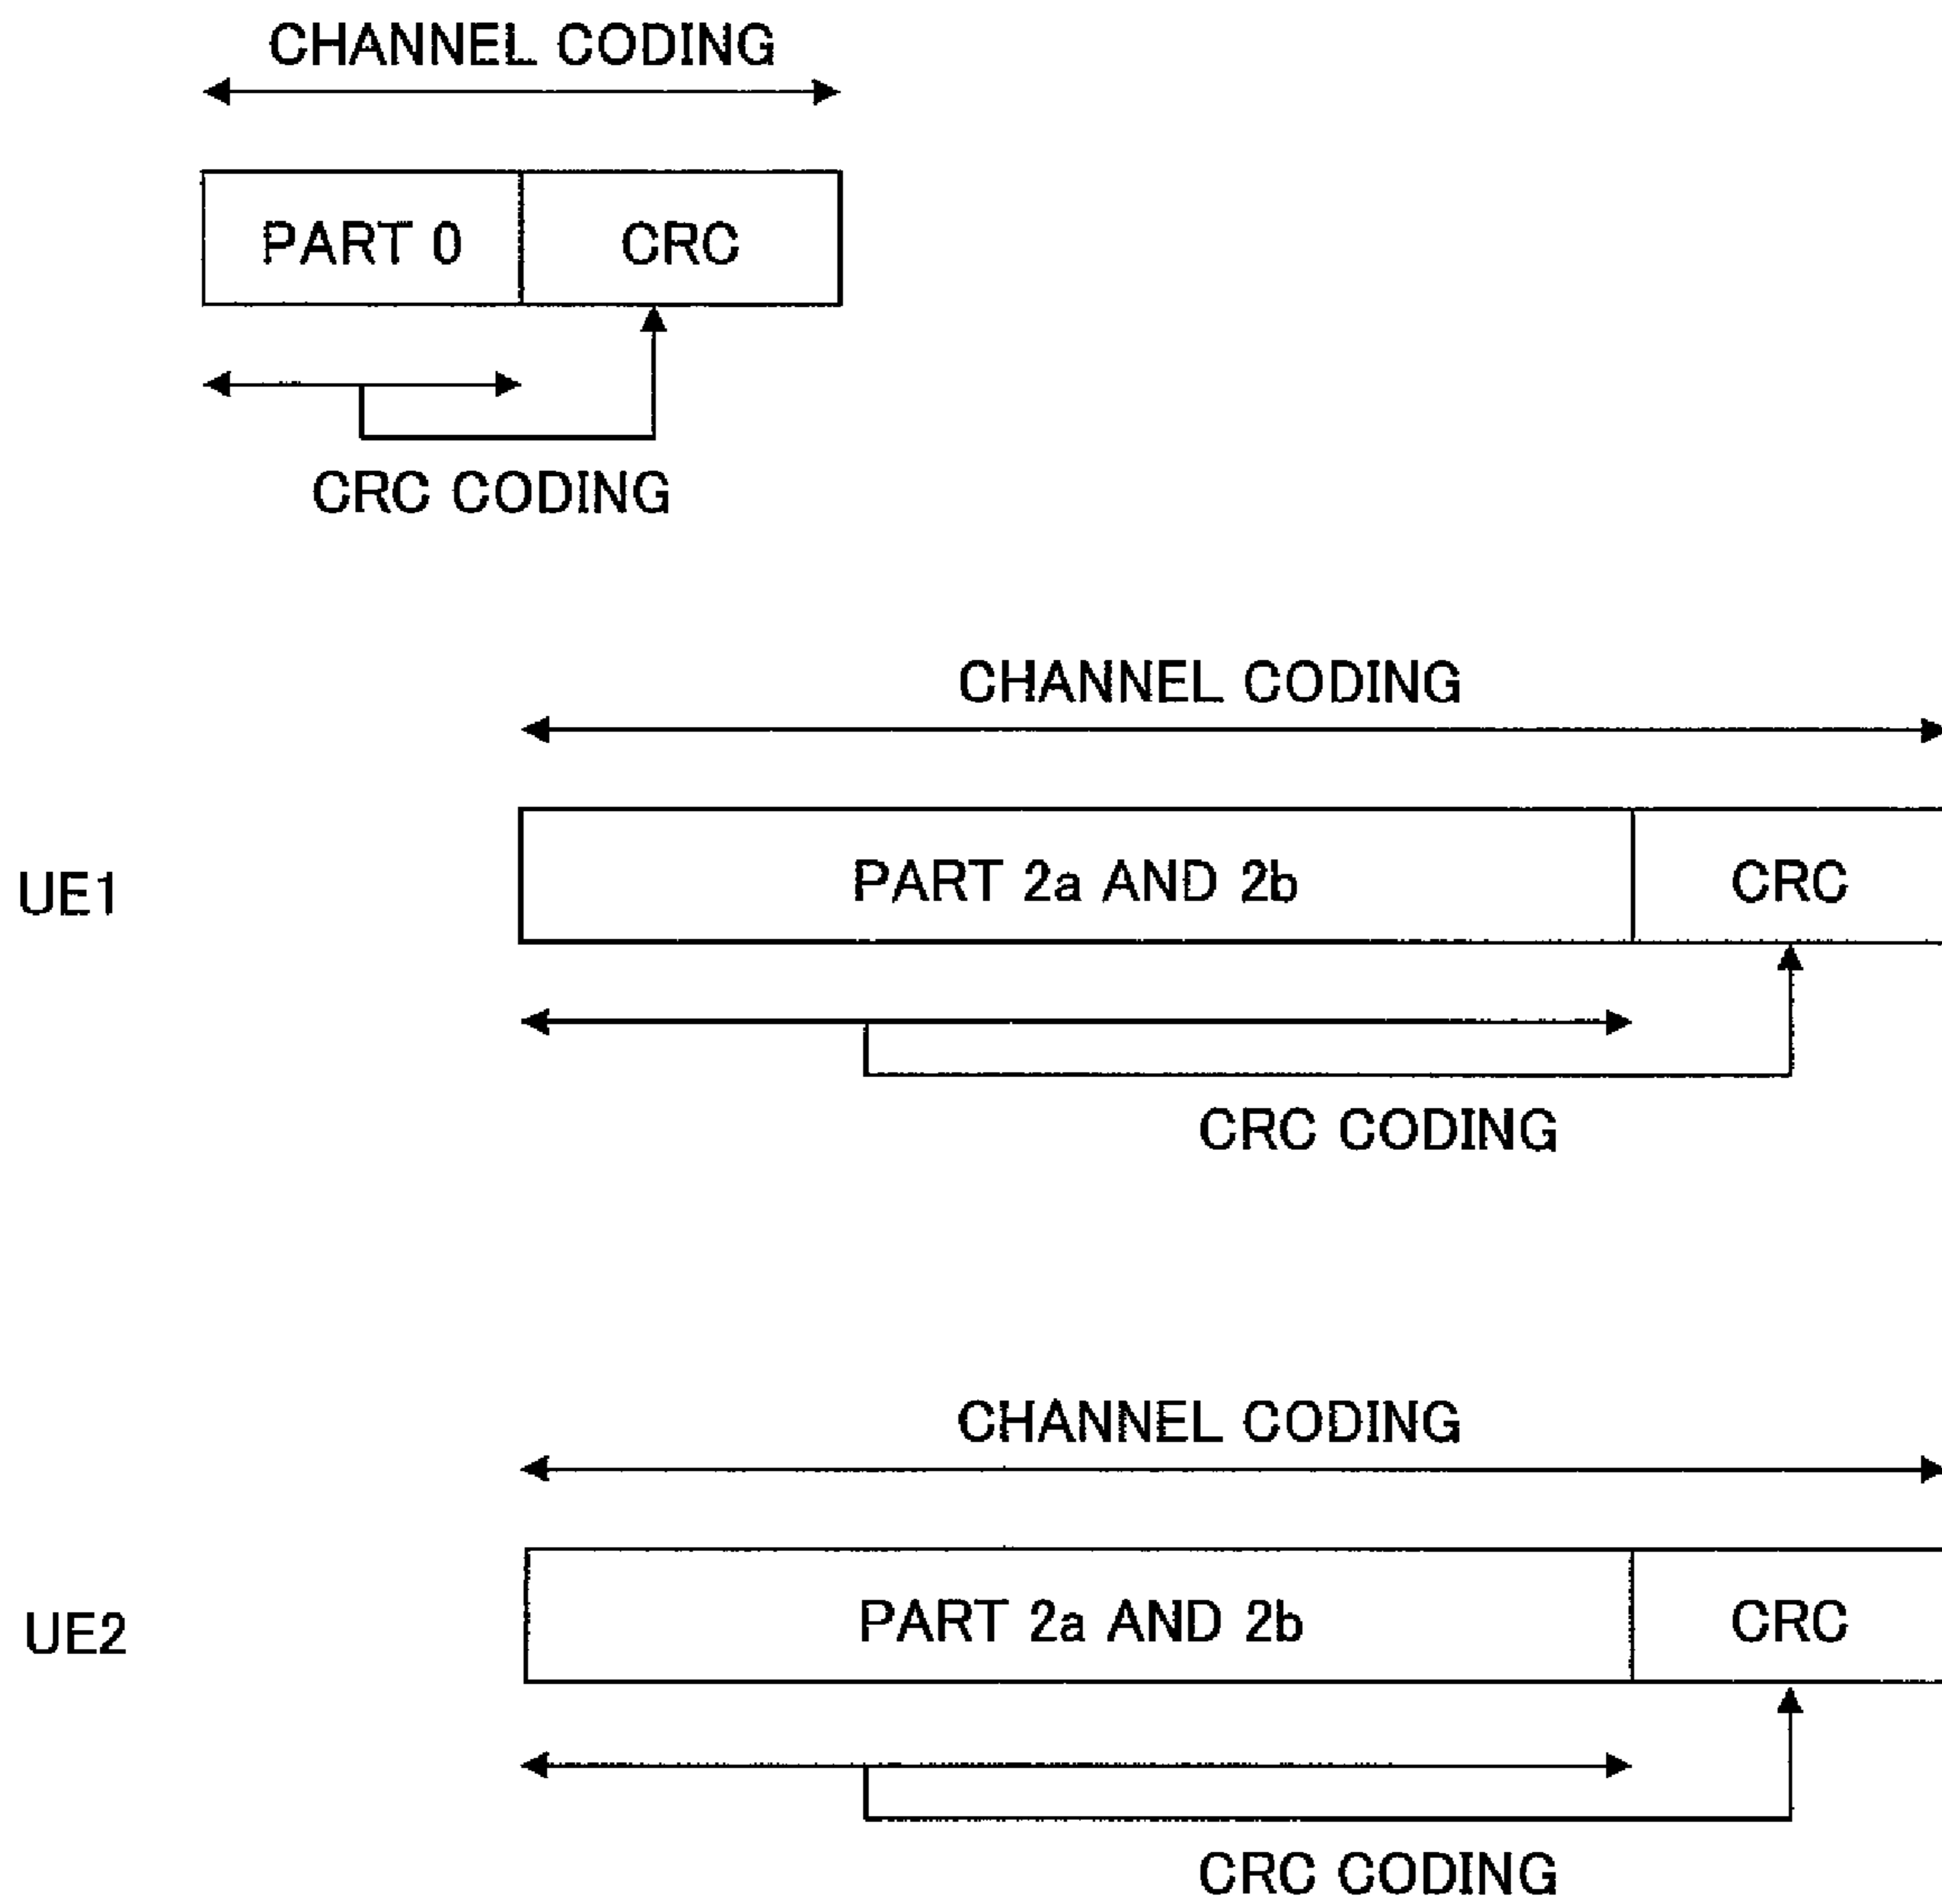 CHANNEL CODING
PART 0 CRC
CRC CODING
CHANNEL CODING
UE1 PART 2a AND 2b CRC
CRC CODING
CHANNEL CODING
UE2 PART 2a AND 2b CRC
CRC CODING